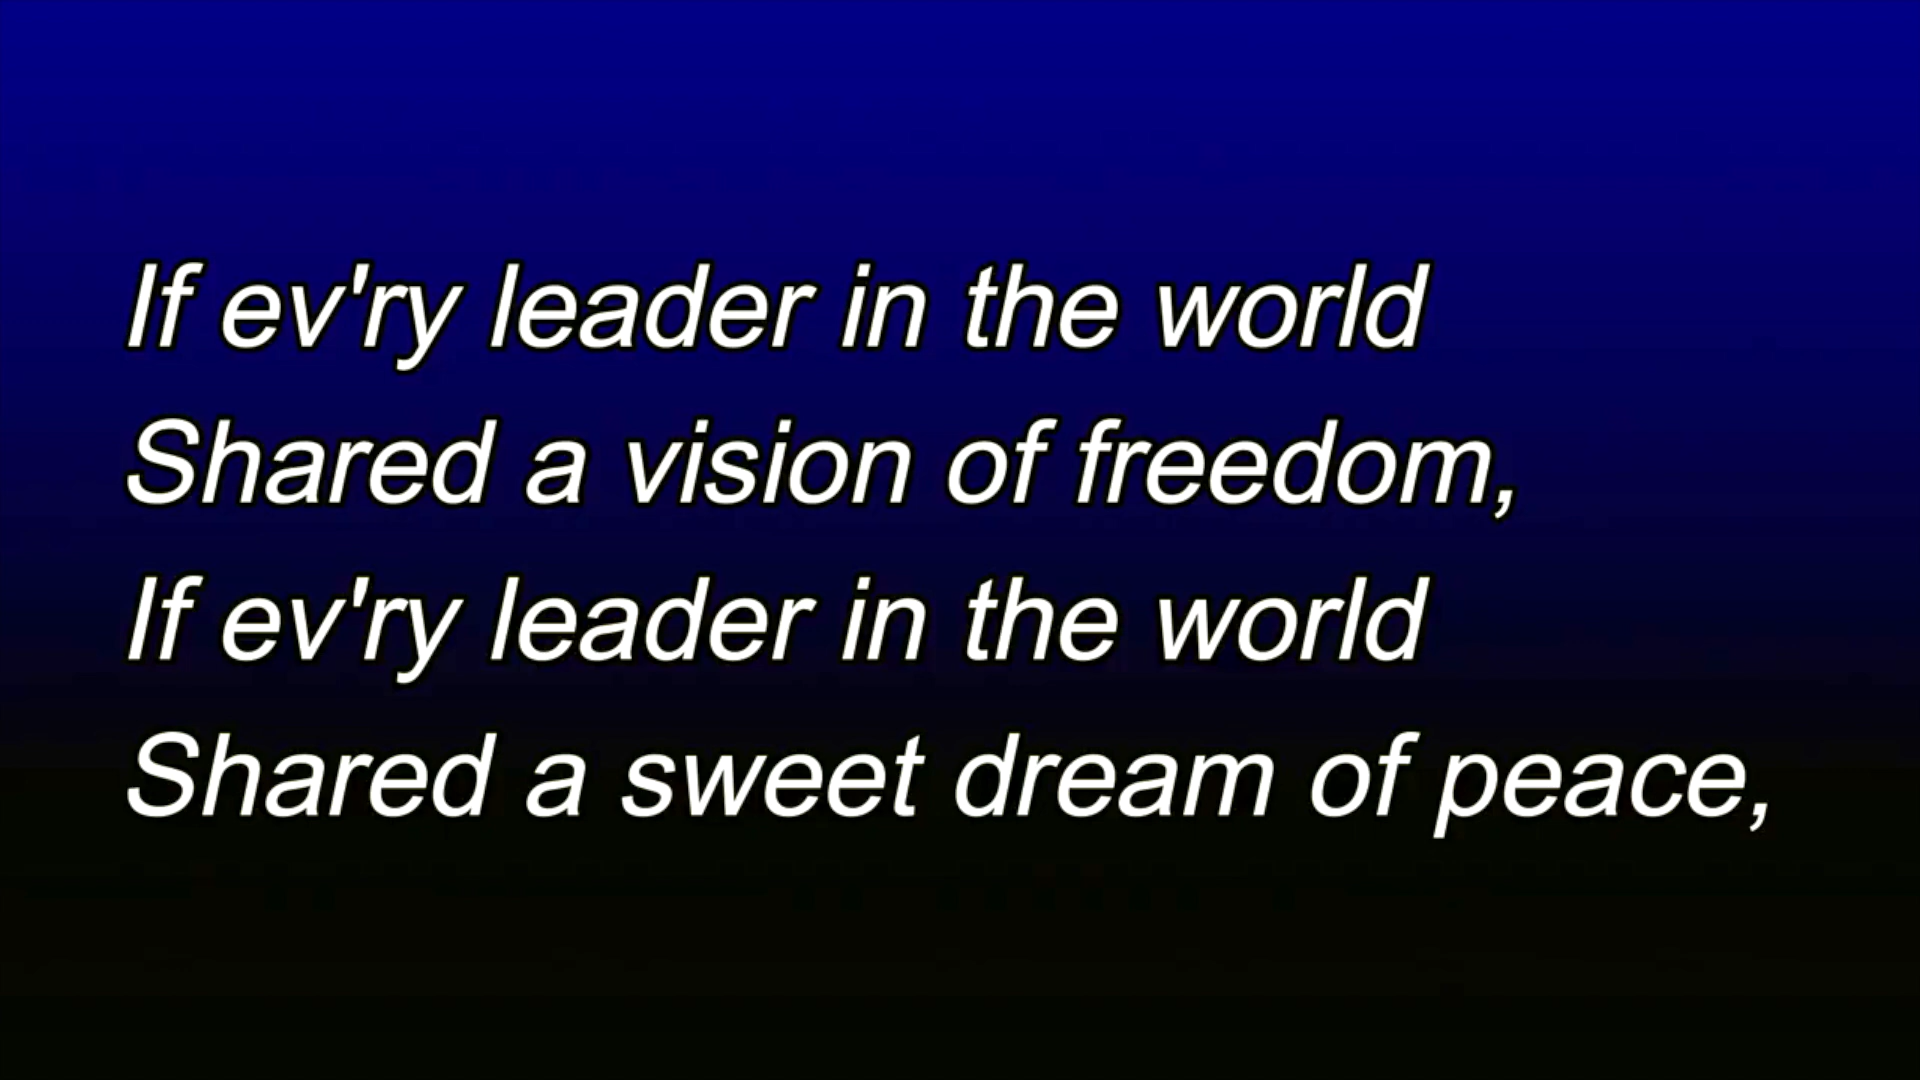 If ev'ry leader in the world
Shared a vision of freedom,
If ev'ry leader in the world
Shared a sweet dream of peace,